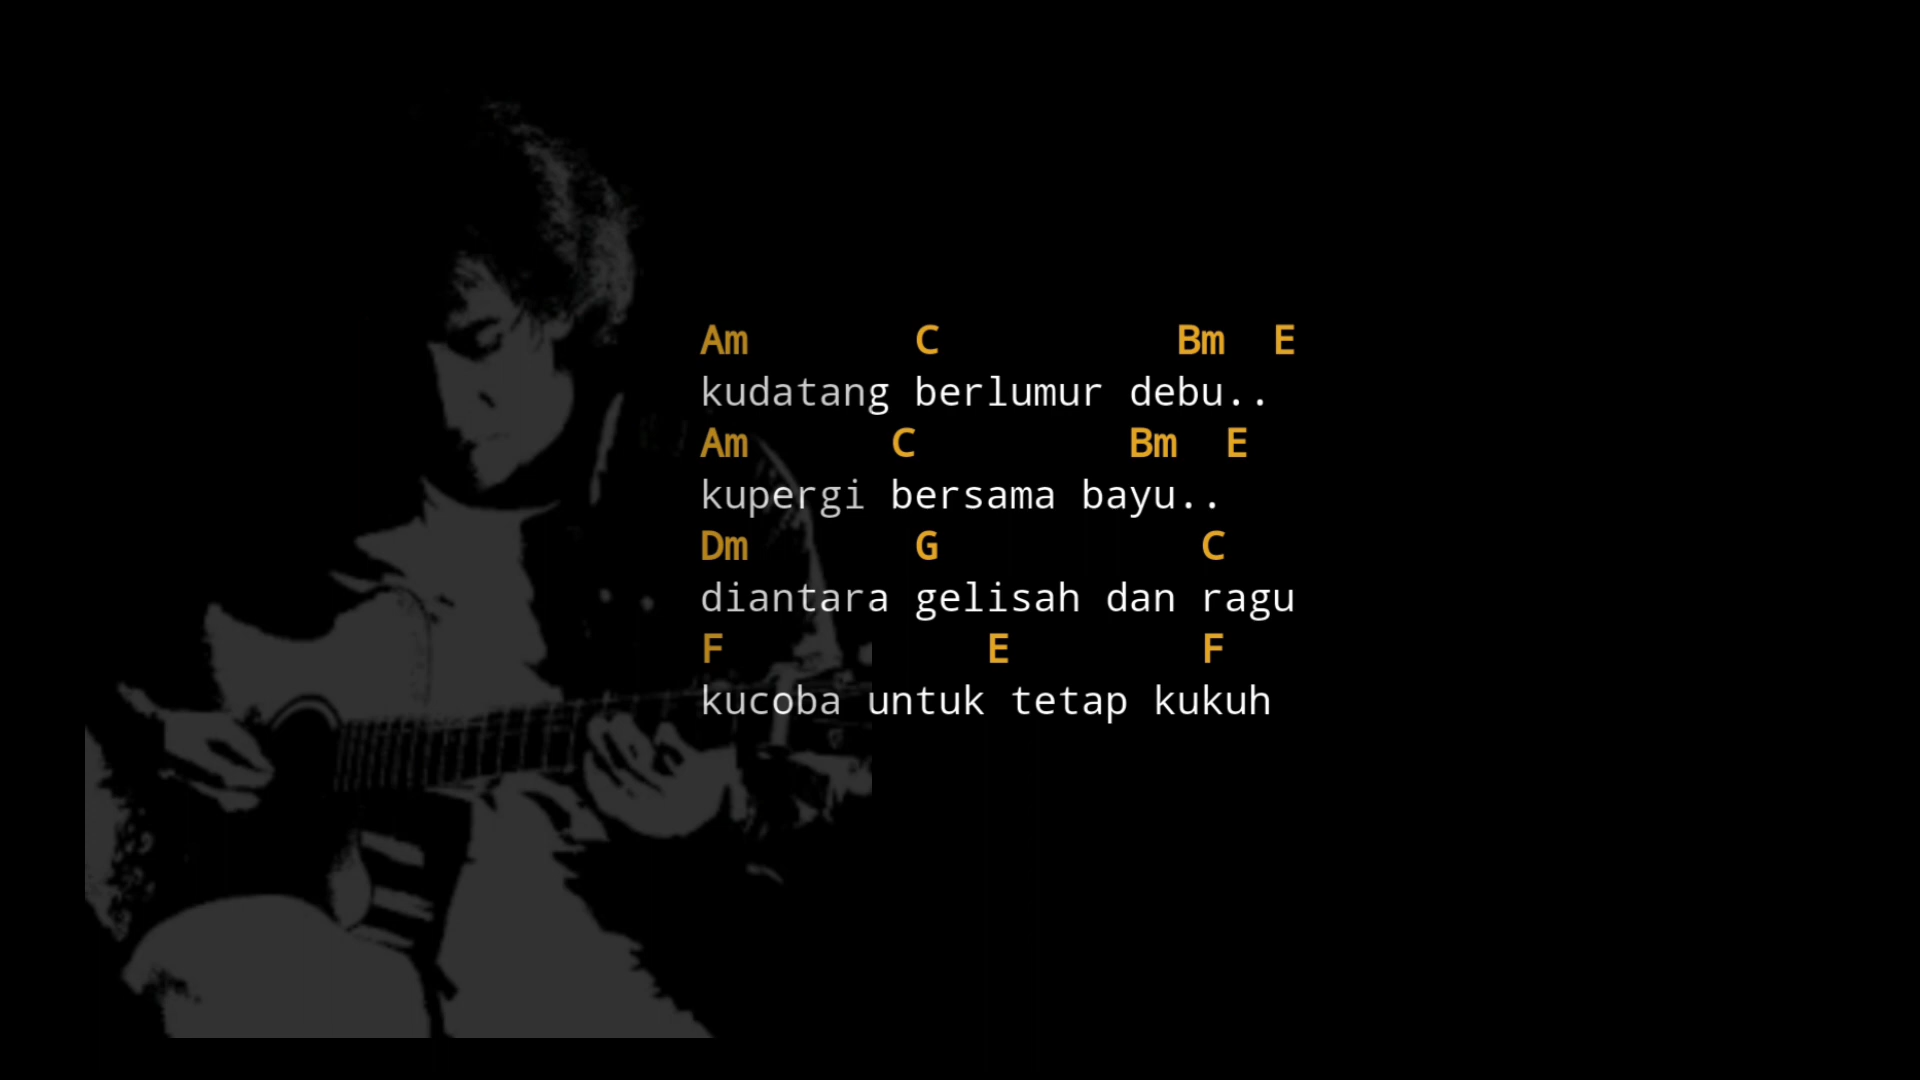 Am       C          Bm  E
kudatang berlumur debu..
Am      C         Bm  E
kupergi bersama bayu..
Dm       G           C
diantara gelisah dan ragu
F           E        F
kucoba untuk tetap kukuh